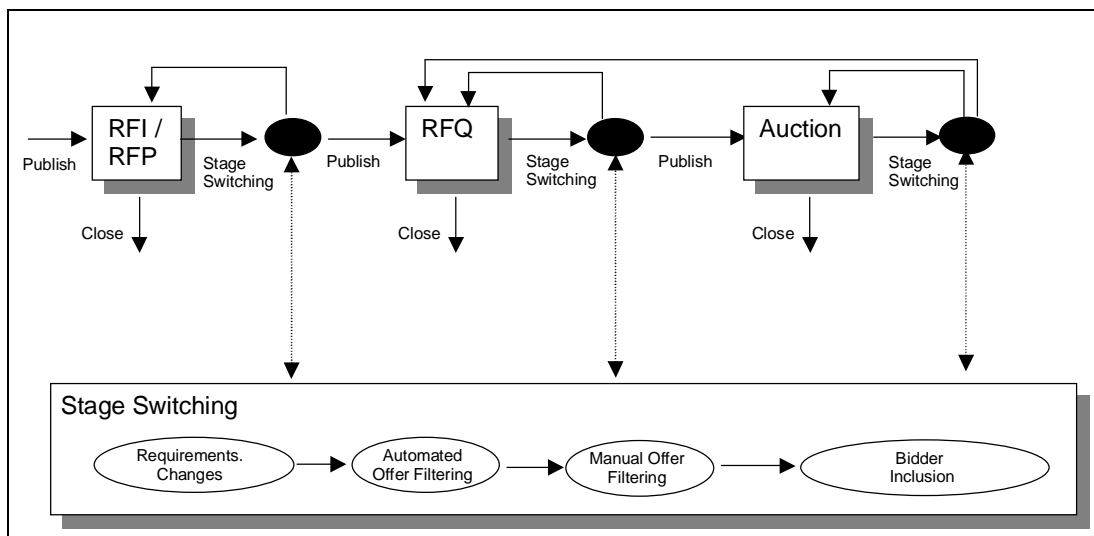 RFI /
RFP
RFQ
Auction
Publish
Stage
Switching
Publish
Stage
Switching
Publish
Stage
Switching
Close
Close
Close
Stage Switching
Requirements.
Changes
Automated
Offer Filtering
Manual Offer
Filtering
Bidder
Inclusion